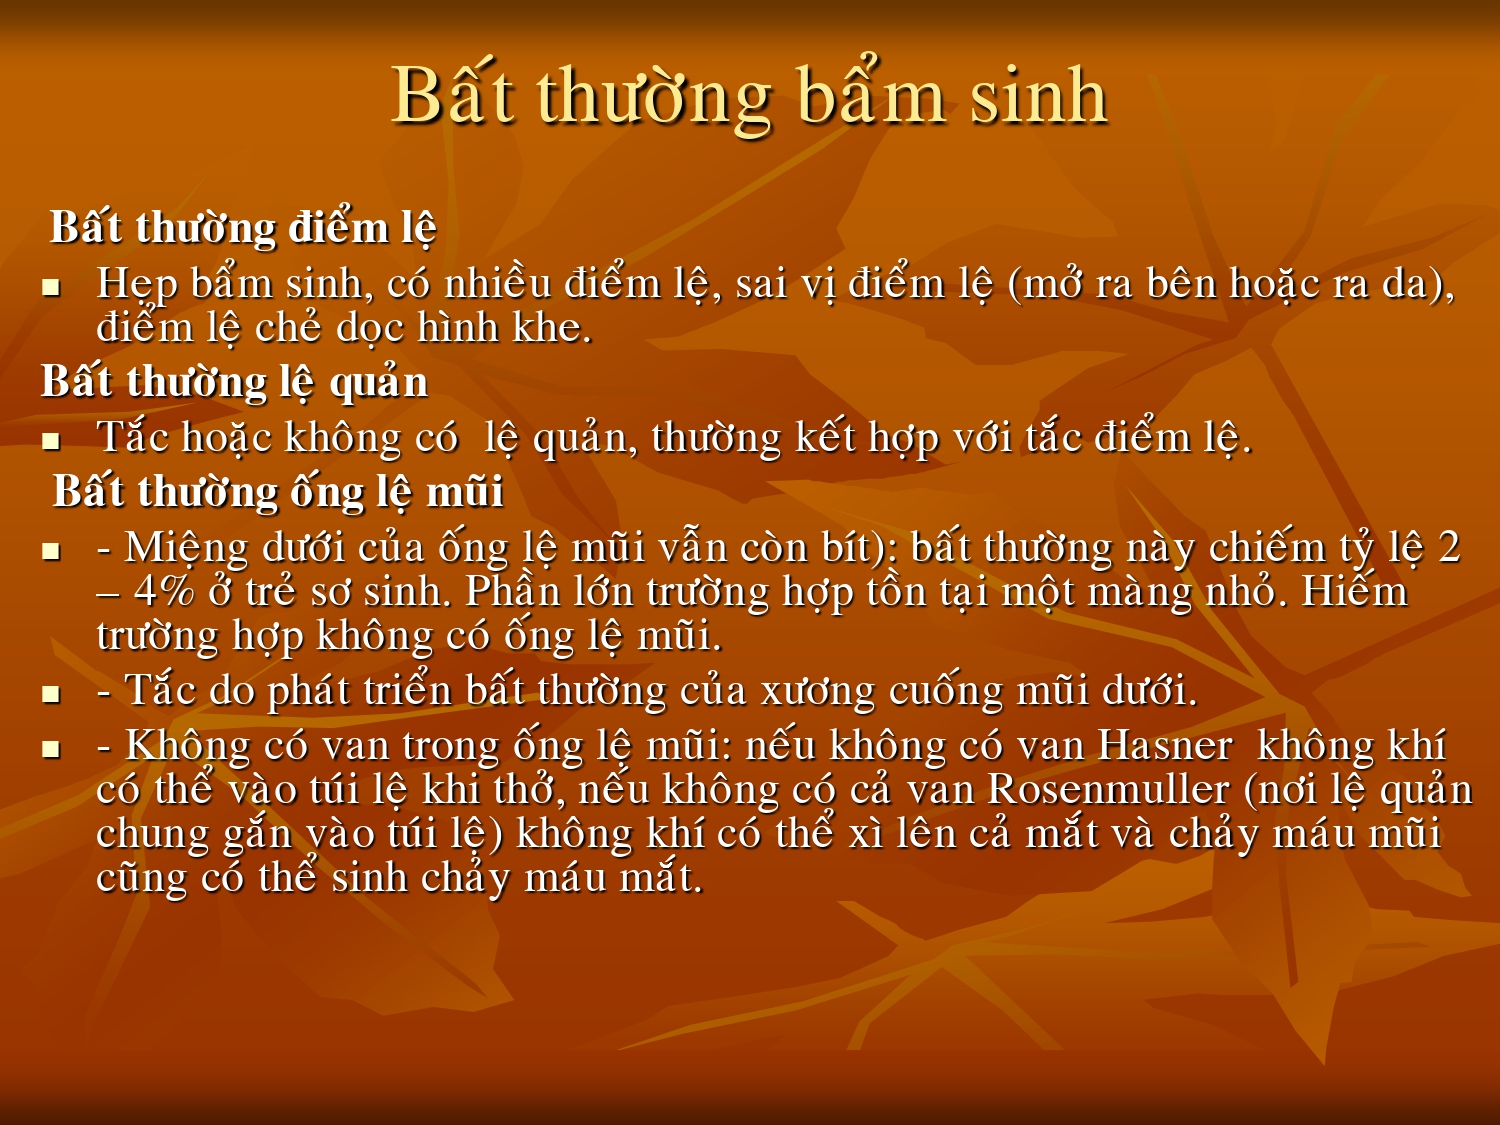 Bất thường bẩm sinh
Bất thường điểm lệ
Hẹp bẩm sinh, có nhiều điểm lệ, sai vị điểm lệ (mở ra bên hoặc ra da),
điểm lệ chẻ dọc hình khe.
Bất thường lệ quản
Tắc hoặc không có lệ quản, thường kết hợp với tắc điểm lệ.
Bất thường ống lệ mũi
- Miệng dưới của ống lệ mũi vẫn còn bít): bất thường này chiếm tỷ lệ 2
– 4% ở trẻ sơ sinh. Phần lớn trường hợp tồn tại một màng nhỏ. Hiếm
trường hợp không có ống lệ mũi.
- Tắc do phát triển bất thường của xương cuống mũi dưới.
- Không có van trong ống lệ mũi: nếu không có van Hasner không khí
có thể vào túi lệ khi thở, nếu không có cả van Rosenmuller (nơi lệ quản
chung gắn vào túi lệ) không khí có thể xì lên cả mắt và chảy máu mũi
cũng có thể sinh chảy máu mắt.